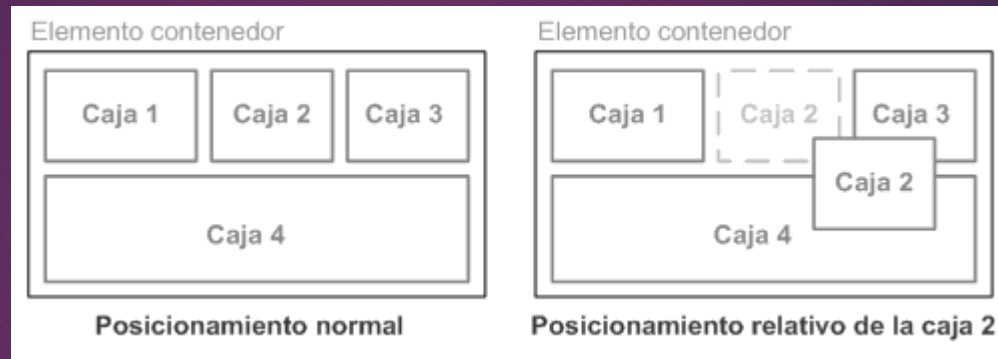 Elemento contenedor
Caja 1
Caja 2
Caja 3
Caja 4
Posicionamiento normal
Elemento contenedor
Caja 1
Caja 2
Caja 3
Caja 2
Caja 4
Posicionamiento relativo de la caja 2